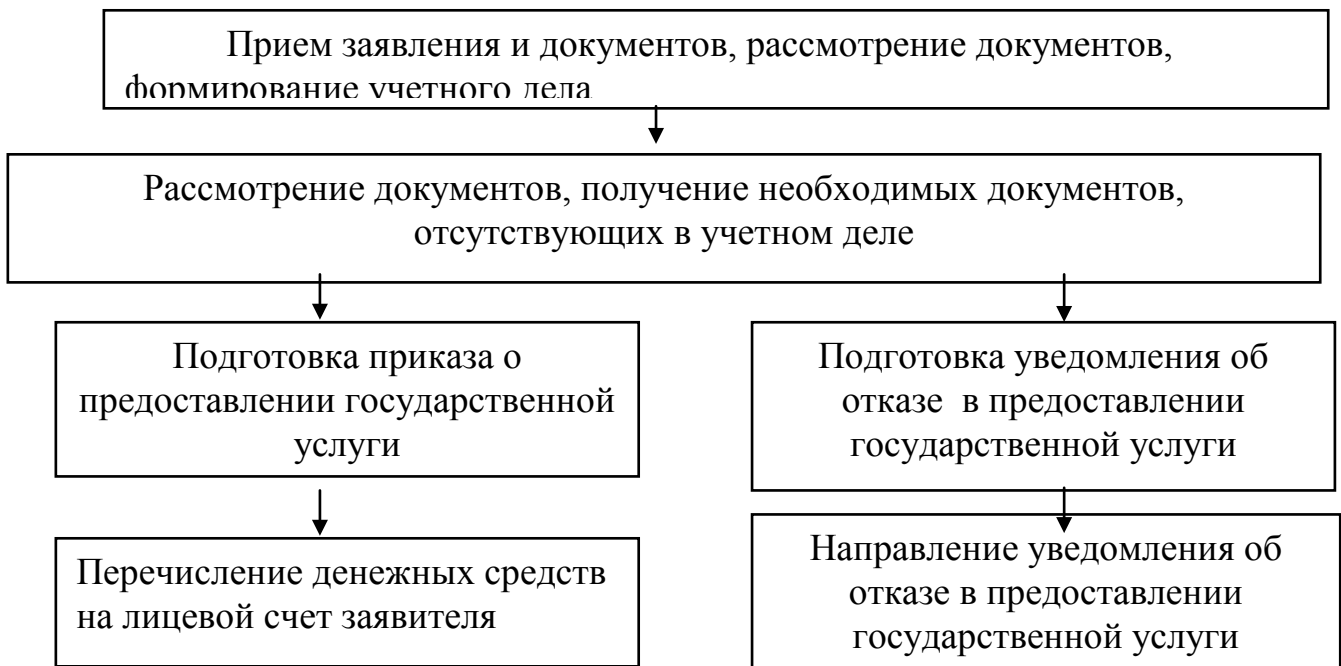 Прием заявления и документов, рассмотрение документов,
формирование учетного дела
Рассмотрение документов, получение необходимых документов,
отсутствующих в учетном деле
Подготовка приказа о
предоставлении государственной
услуги
Подготовка уведомления об
отказе в предоставлении
государственной услуги
Перечисление денежных средств
на лицевой счет заявителя
Направление уведомления об
отказе в предоставлении
государственной услуги